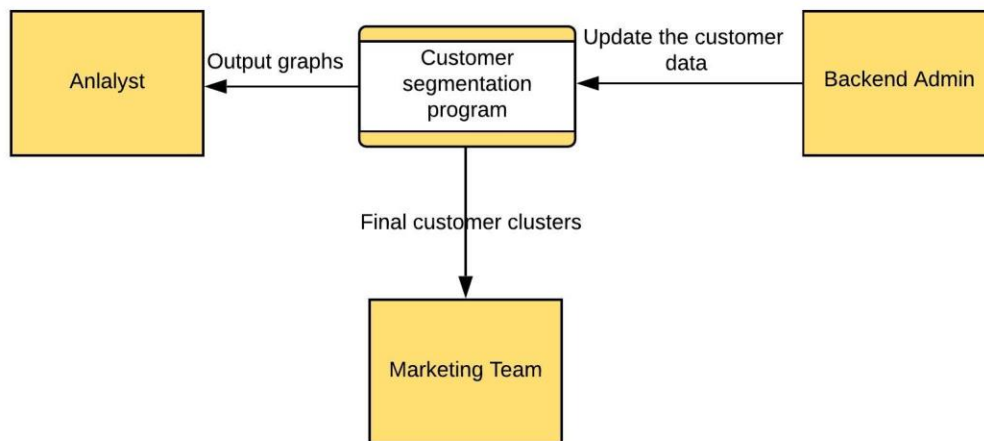 Anlalyst
Output graphs
Customer
segmentation
program
Update the customer
data
Backend Admin
Final customer clusters
Marketing Team